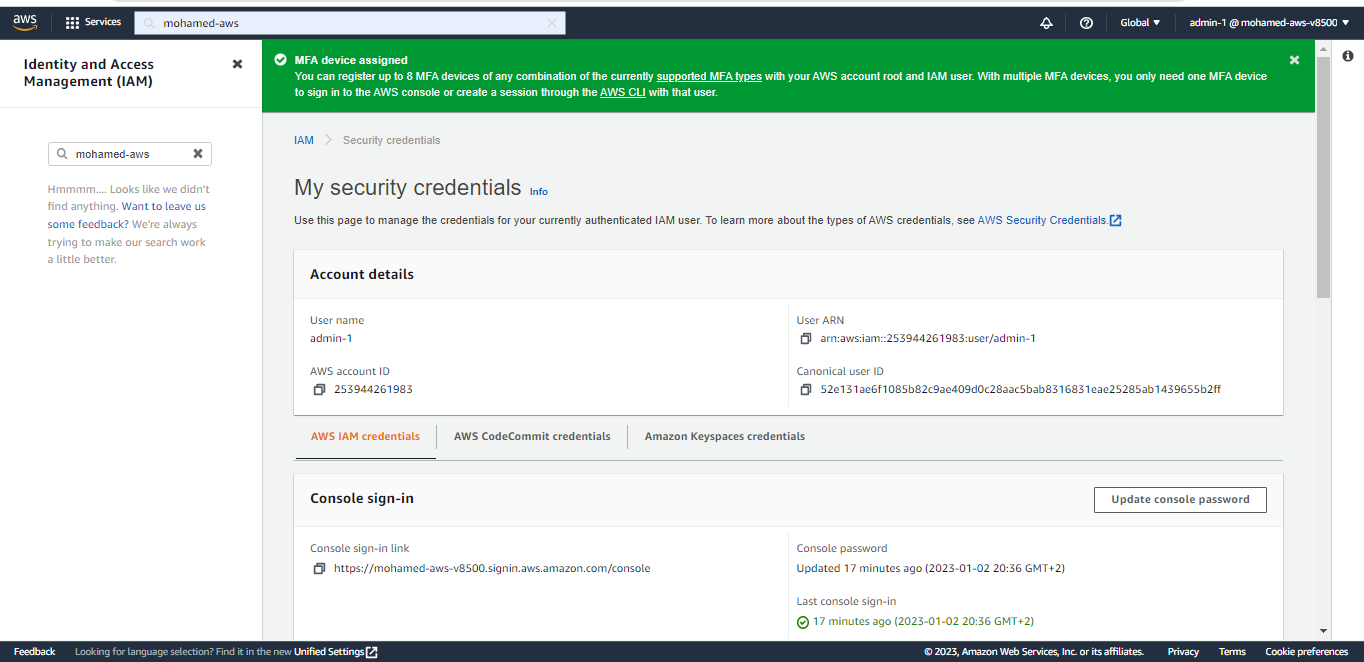 aws
Services
mohamed-aws
Global
admin-1 @ mohamed-aws-v8500
Identity and Access
Management (IAM)
mohamed-aws
Hmmmm.... Looks like we didn't
find anything. Want to leave us
some feedback? We're always
trying to make our search work
a little better.
MFA device assigned
You can register up to 8 MFA devices of any combination of the currently supported MFA types with your AWS account root and IAM user. With multiple MFA devices, you only need one MFA device
to sign in to the AWS console or create a session through the AWS CLI with that user.
IAM
Security credentials
My security credentials Info
Use this page to manage the credentials for your currently authenticated IAM user. To learn more about the types of AWS credentials, see AWS Security Credentials.
Account details
User name
admin-1
User ARN
arn:aws:iam::253944261983:user/admin-1
AWS account ID
253944261983
Canonical user ID
52e131ae6f1085b82c9ae409d0c28aac5bab8316831eae25285ab1439655b2ff
AWS IAM credentials
AWS CodeCommit credentials
Amazon Keyspaces credentials
Console sign-in
Update console password
Console sign-in link
https://mohamed-aws-v8500.signin.aws.amazon.com/console
Console password
Updated 17 minutes ago (2023-01-02 20:36 GMT+2)
Last console sign-in
17 minutes ago (2023-01-02 20:36 GMT+2)
Feedback
Looking for language selection? Find it in the new Unified Settings
© 2023, Amazon Web Services, Inc. or its affiliates.
Privacy
Terms
Cookie preferences